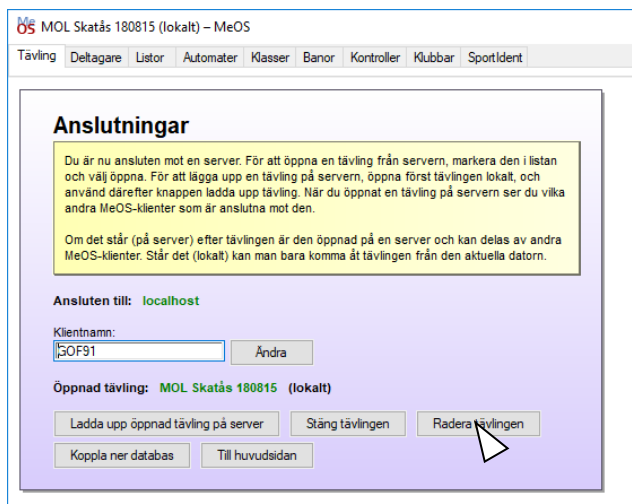 MeOS MOL Skatås 180815 (lokalt) – MeOS
Tävling Deltagare Listor Automater Klasser Banor Kontroller Klubbar SportIdent
Anslutningar
Du är nu ansluten mot en server. För att öppna en tävling från servern, markera den i listan
och välj öppna. För att lägga upp en tävling på servern, öppna först tävlingen lokalt, och
använd därefter knappen ladda upp tävling. När du öppnat en tävling på servern ser du vilka
andra MeOS-klienter som är anslutna mot den.
Om det står (på server) efter tävlingen är den öppnad på en server och kan delas av andra
MeOS-klienter. Står det (lokalt) kan man bara komma åt tävlingen från den aktuella datorn.
Ansluten till: localhost
Klientnamn:
GOF91 Ändra
Öppnad tävling: MOL Skatås 180815 (lokalt)
Ladda upp öppnad tävling på server Stäng tävlingen Radera tävlingen
Koppla ner databas Till huvudsidan